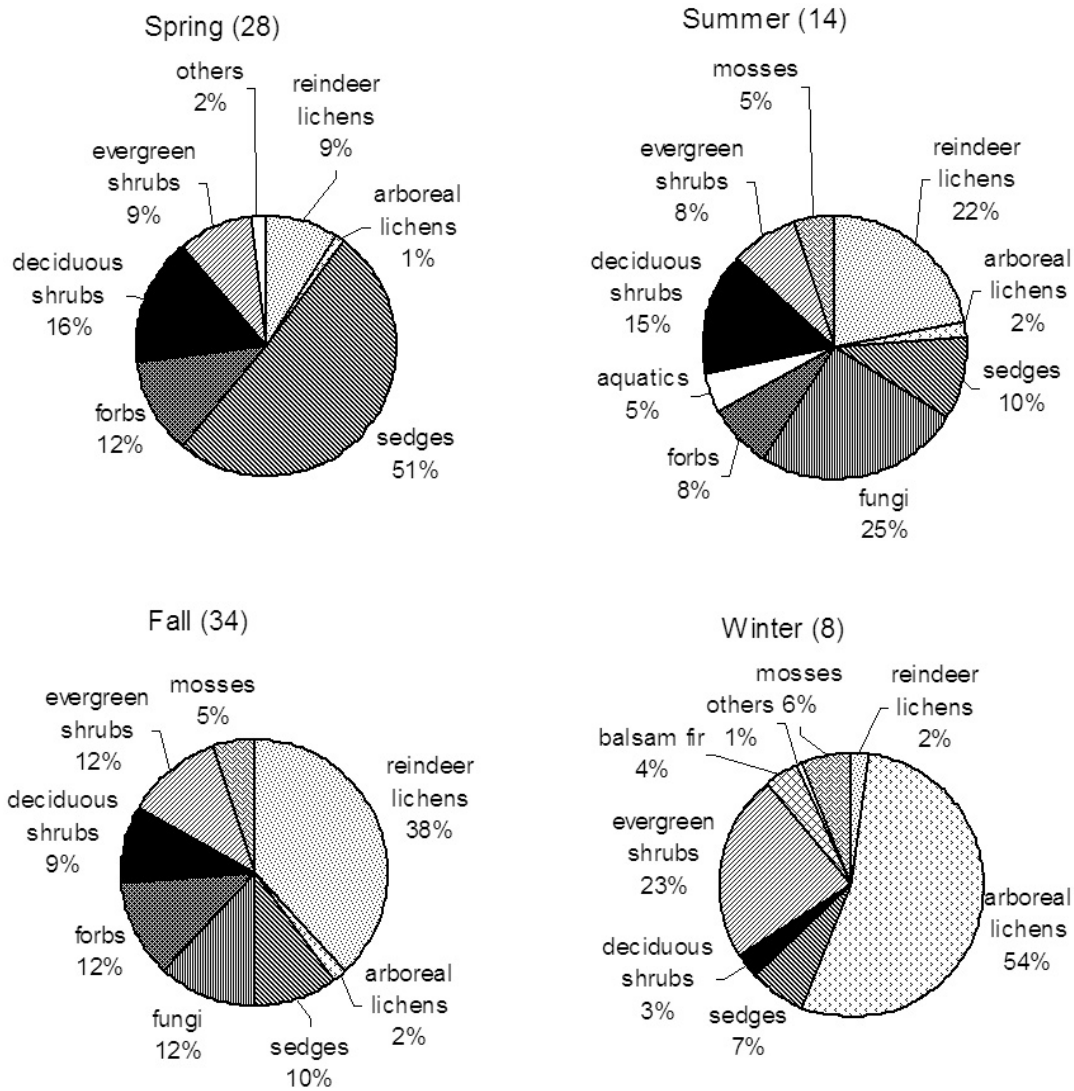 Spring (28)
others
2%
reindeer
lichens
9%
evergreen
shrubs
9%
arboreal
lichens
1%
deciduous
shrubs
16%
forbs
12%
sedges
51%
Summer (14)
mosses
5%
evergreen
shrubs
8%
reindeer
lichens
22%
deciduous
shrubs
15%
arboreal
lichens
2%
aquatics
5%
sedges
10%
forbs
8%
fungi
25%
Fall (34)
mosses
5%
evergreen
shrubs
12%
reindeer
lichens
38%
deciduous
shrubs
9%
forbs
12%
arboreal
lichens
2%
fungi
12%
sedges
10%
Winter (8)
mosses
others 6%
1%
reindeer
lichens
2%
balsam fir
4%
evergreen
shrubs
23%
arboreal
lichens
54%
deciduous
shrubs
3%
sedges
7%